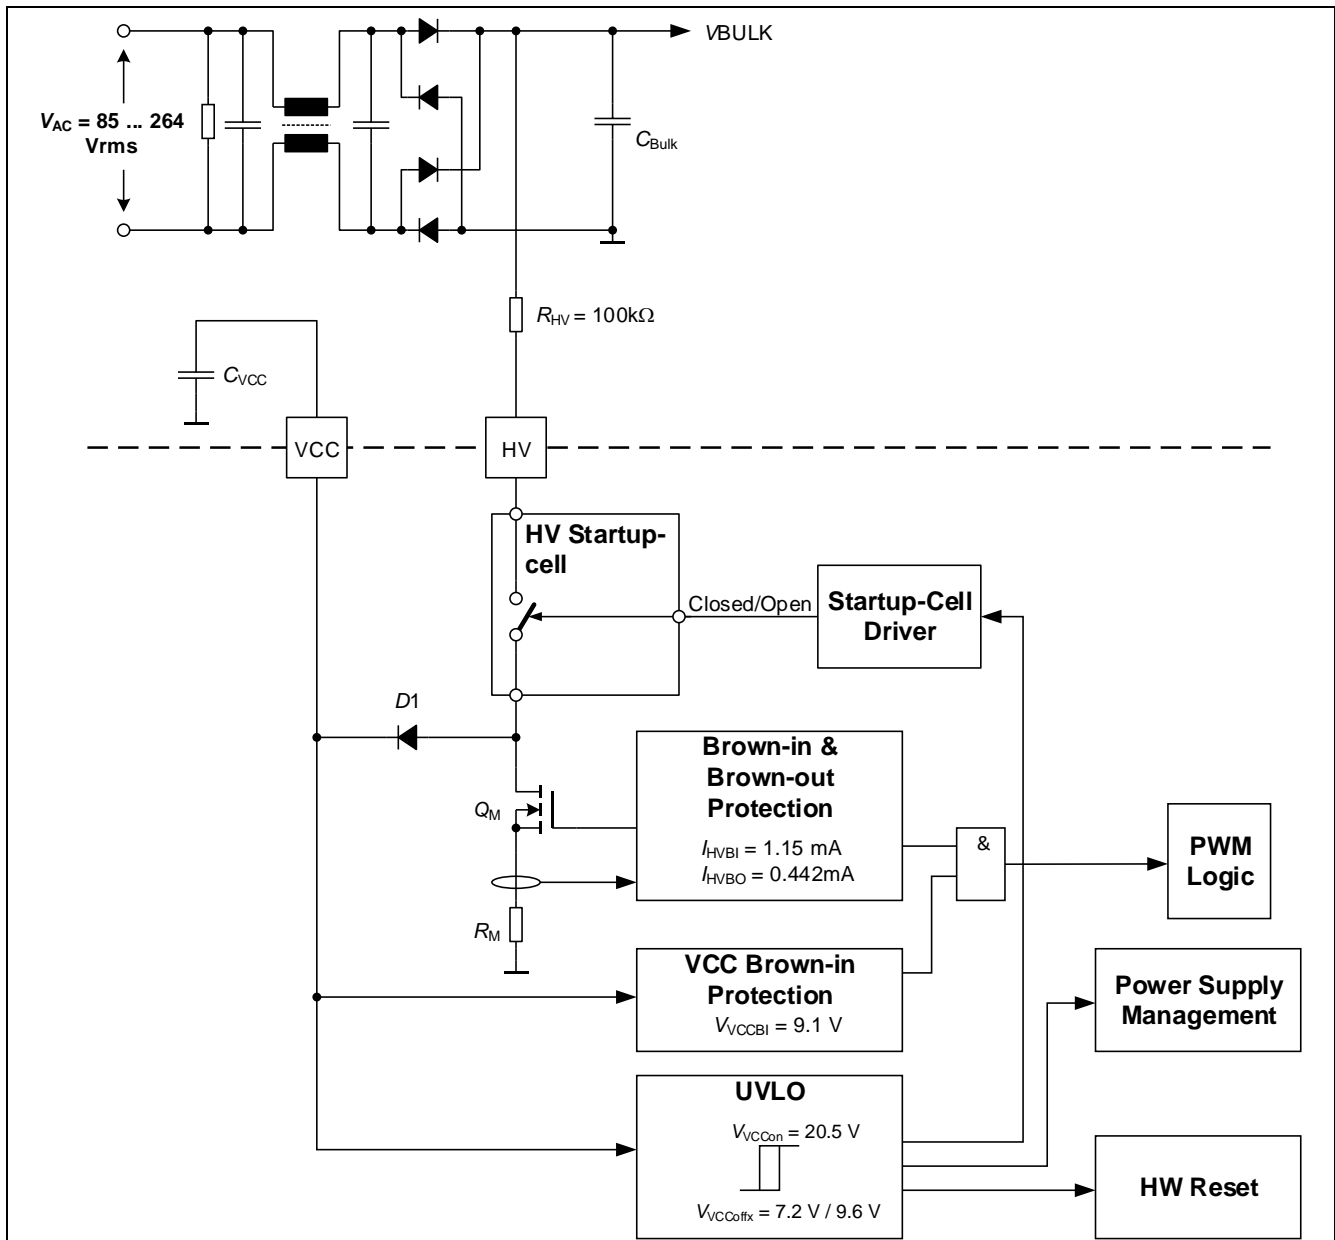 VBULK
VAC = 85 ... 264
Vrms
CBulk
RHV = 100kΩ
CVCC
VCC
HV
HV Startup-
cell
Closed/Open
Startup-Cell
Driver
D1
Brown-in &
Brown-out
Protection
IHVBI = 1.15 mA
IHVBO = 0.442mA
QM
&
PWM
Logic
RM
VCC Brown-in
Protection
VVCCBI = 9.1 V
Power Supply
Management
UVLO
VVCCon = 20.5 V
VVCCoffx = 7.2 V / 9.6 V
HW Reset